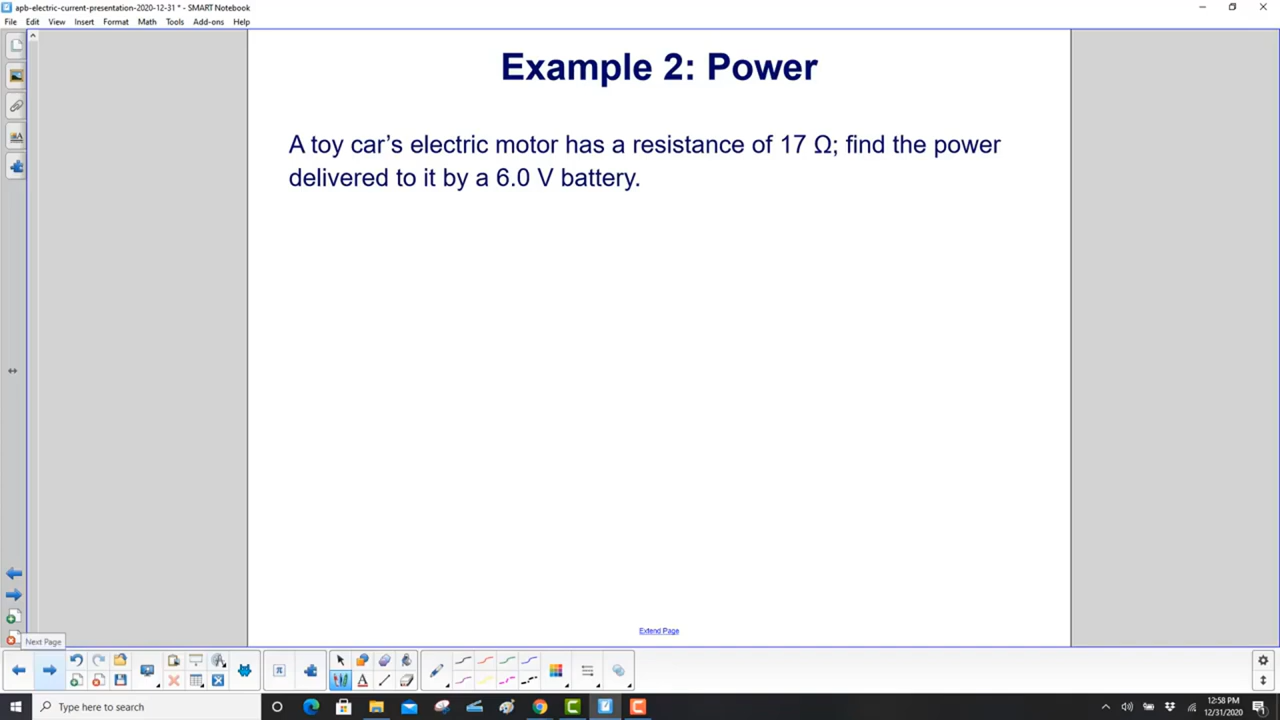 apb-electric-current-presentation-2020-12-31 * - SMART Notebook
File Edit View Insert Format Math Tools Add-ons Help
Example 2: Power
A toy car’s electric motor has a resistance of 17 Ω; find the power
delivered to it by a 6.0 V battery.
Extend Page
Next Page
Type here to search
12:58 PM
12/31/2020